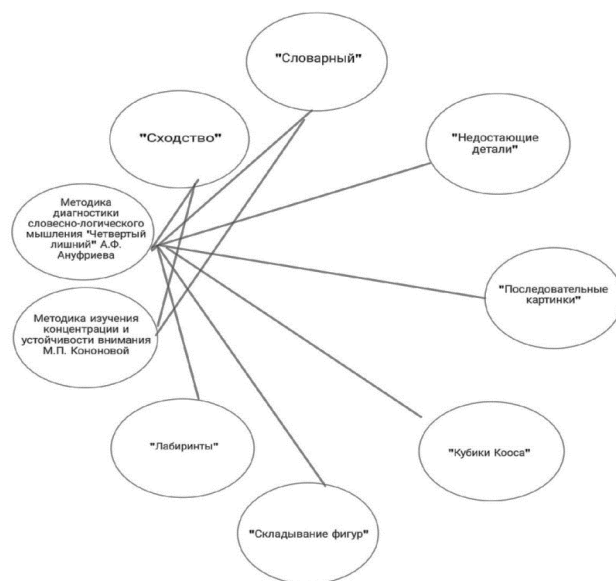 "Словарный"
"Сходство"
"Недостающие
детали"
Методика
диагностики
словесно-логического
мышления "Четвертый
лишний" А.Ф.
Ануфриева
"Последовательные
картинки"
Методика изучения
концентрации и
устойчивости внимания
М.П. Кононовой
"Лабиринты"
"Кубики Кооса"
"Складывание фигур"